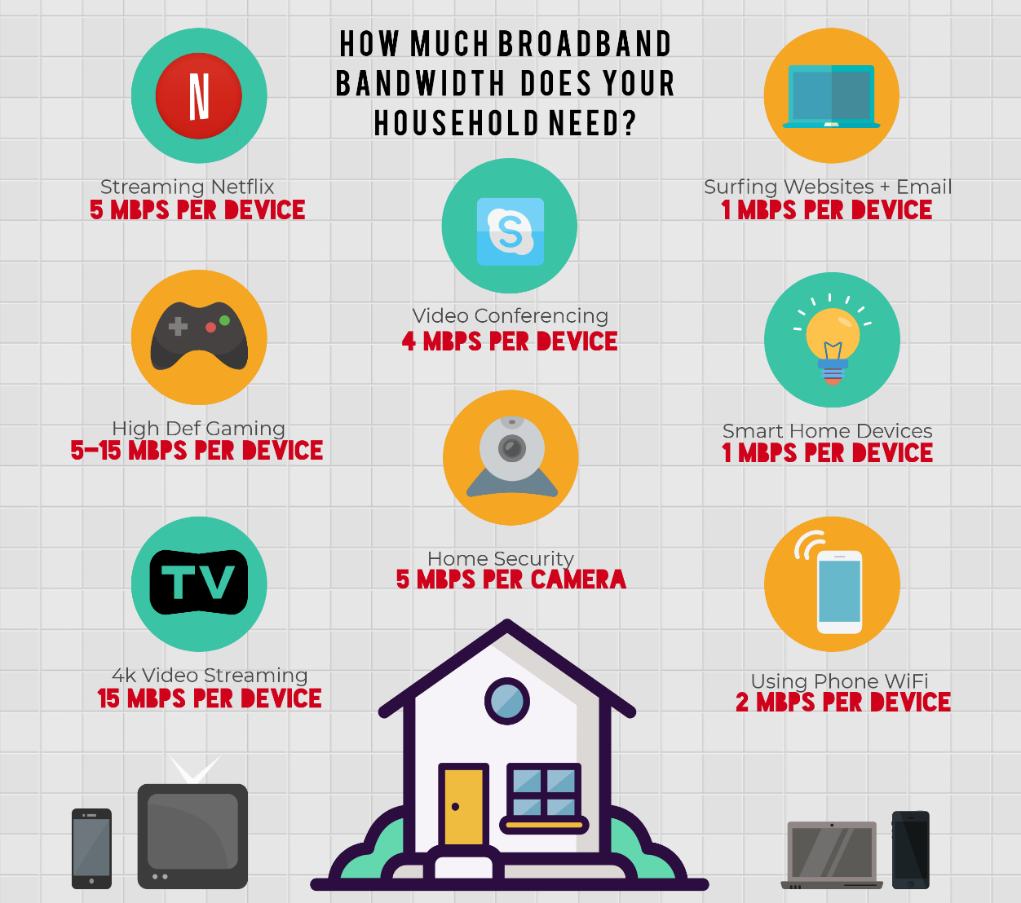 HOW MUCH BROADBAND
BANDWIDTH DOES YOUR
HOUSEHOLD NEED?
N
Streaming Netflix
5 MBPS PER DEVICE
Surfing Websites + Email
1 MBPS PER DEVICE
S
Video Conferencing
4 MBPS PER DEVICE
High Def Gaming
5–15 MBPS PER DEVICE
Smart Home Devices
1 MBPS PER DEVICE
Home Security
5 MBPS PER CAMERA
TV
4k Video Streaming
15 MBPS PER DEVICE
Using Phone WiFi
2 MBPS PER DEVICE